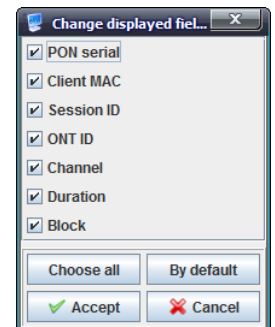 Change displayed fiel... X
PON serial
Client MAC
Session ID
ONT ID
Channel
Duration
Block
Choose all By default
Accept Cancel